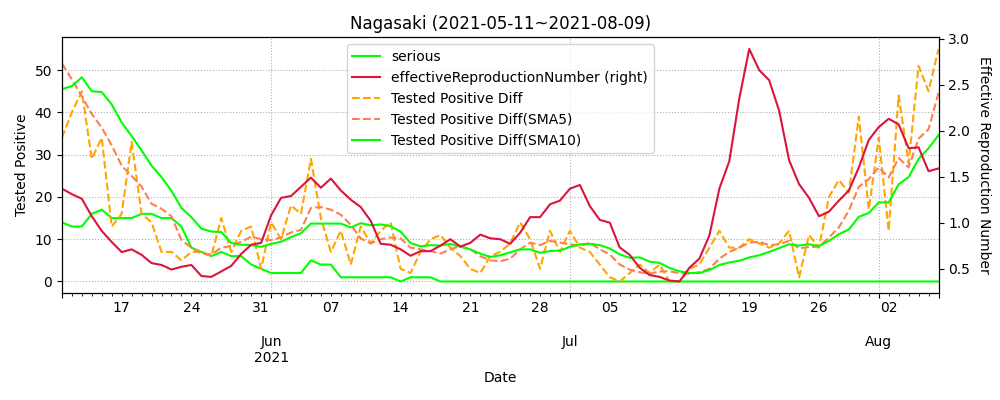 Nagasaki (2021-05-11~2021-08-09)
serious
effectiveReproductionNumber (right)
Tested Positive Diff
Tested Positive Diff(SMA5)
Tested Positive Diff(SMA10)
Tested Positive
50
40
30
20
10
0
Effective Reproduction Number
3.0
2.5
2.0
1.5
1.0
0.5
17 24 31 07 14 21 28 05 12 19 26 02
Jun Jul Aug
2021
Date